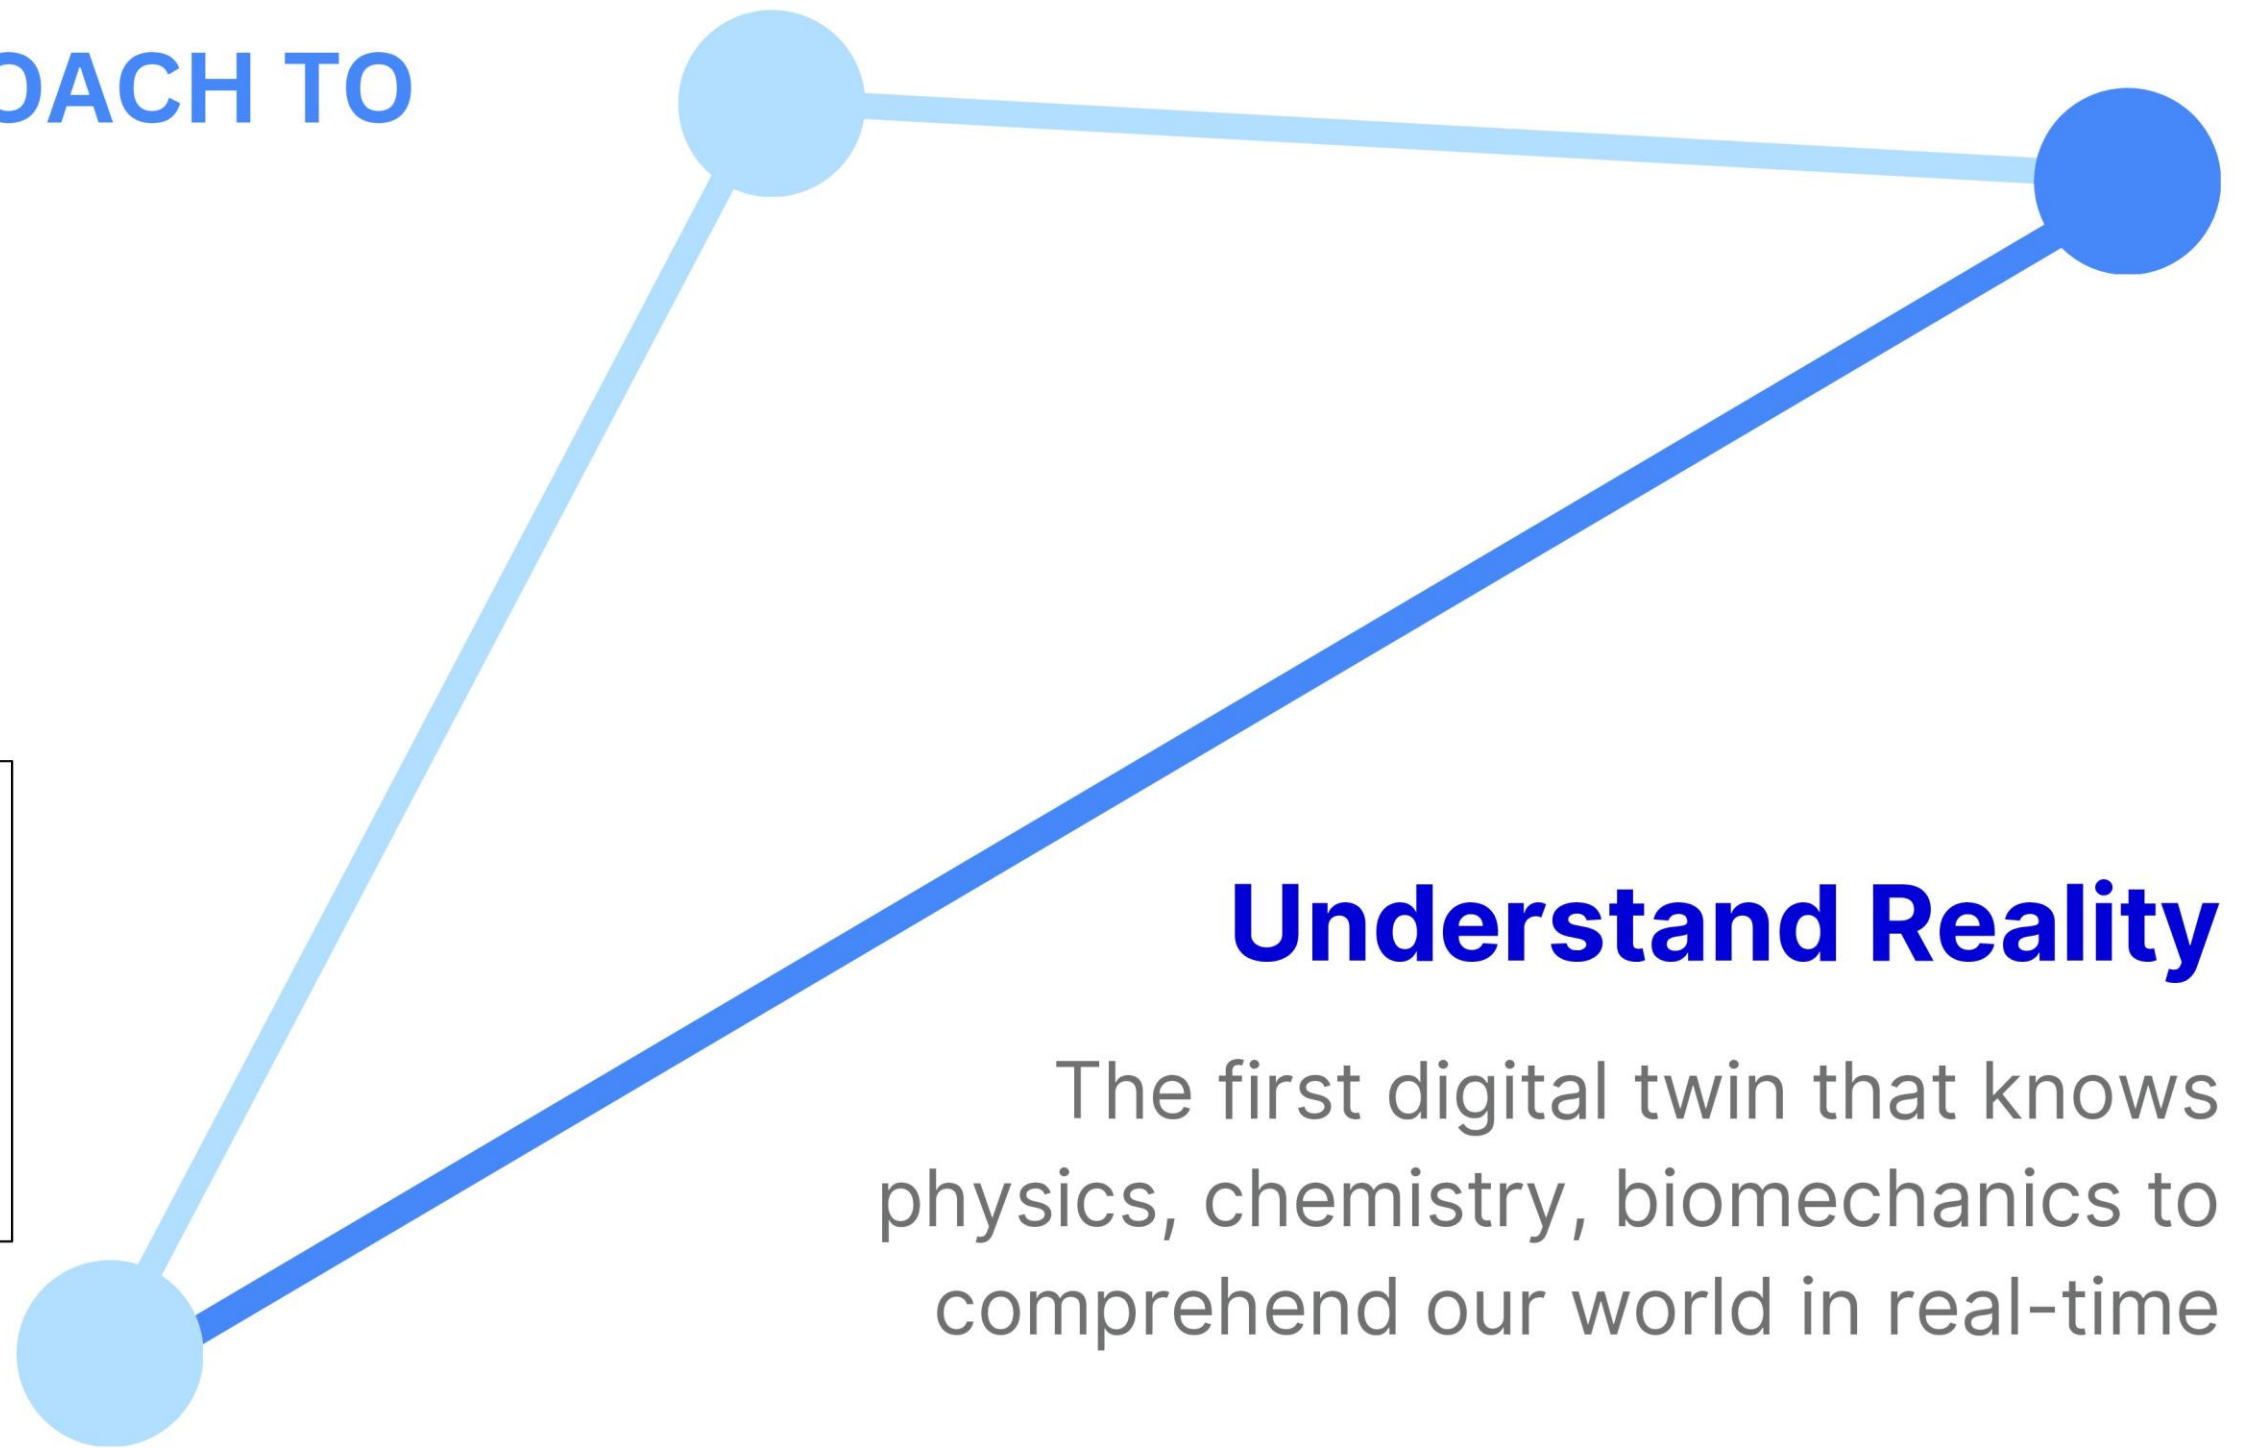 OACH TO
Understand Reality
The first digital twin that knows
physics, chemistry, biomechanics to
comprehend our world in real-time